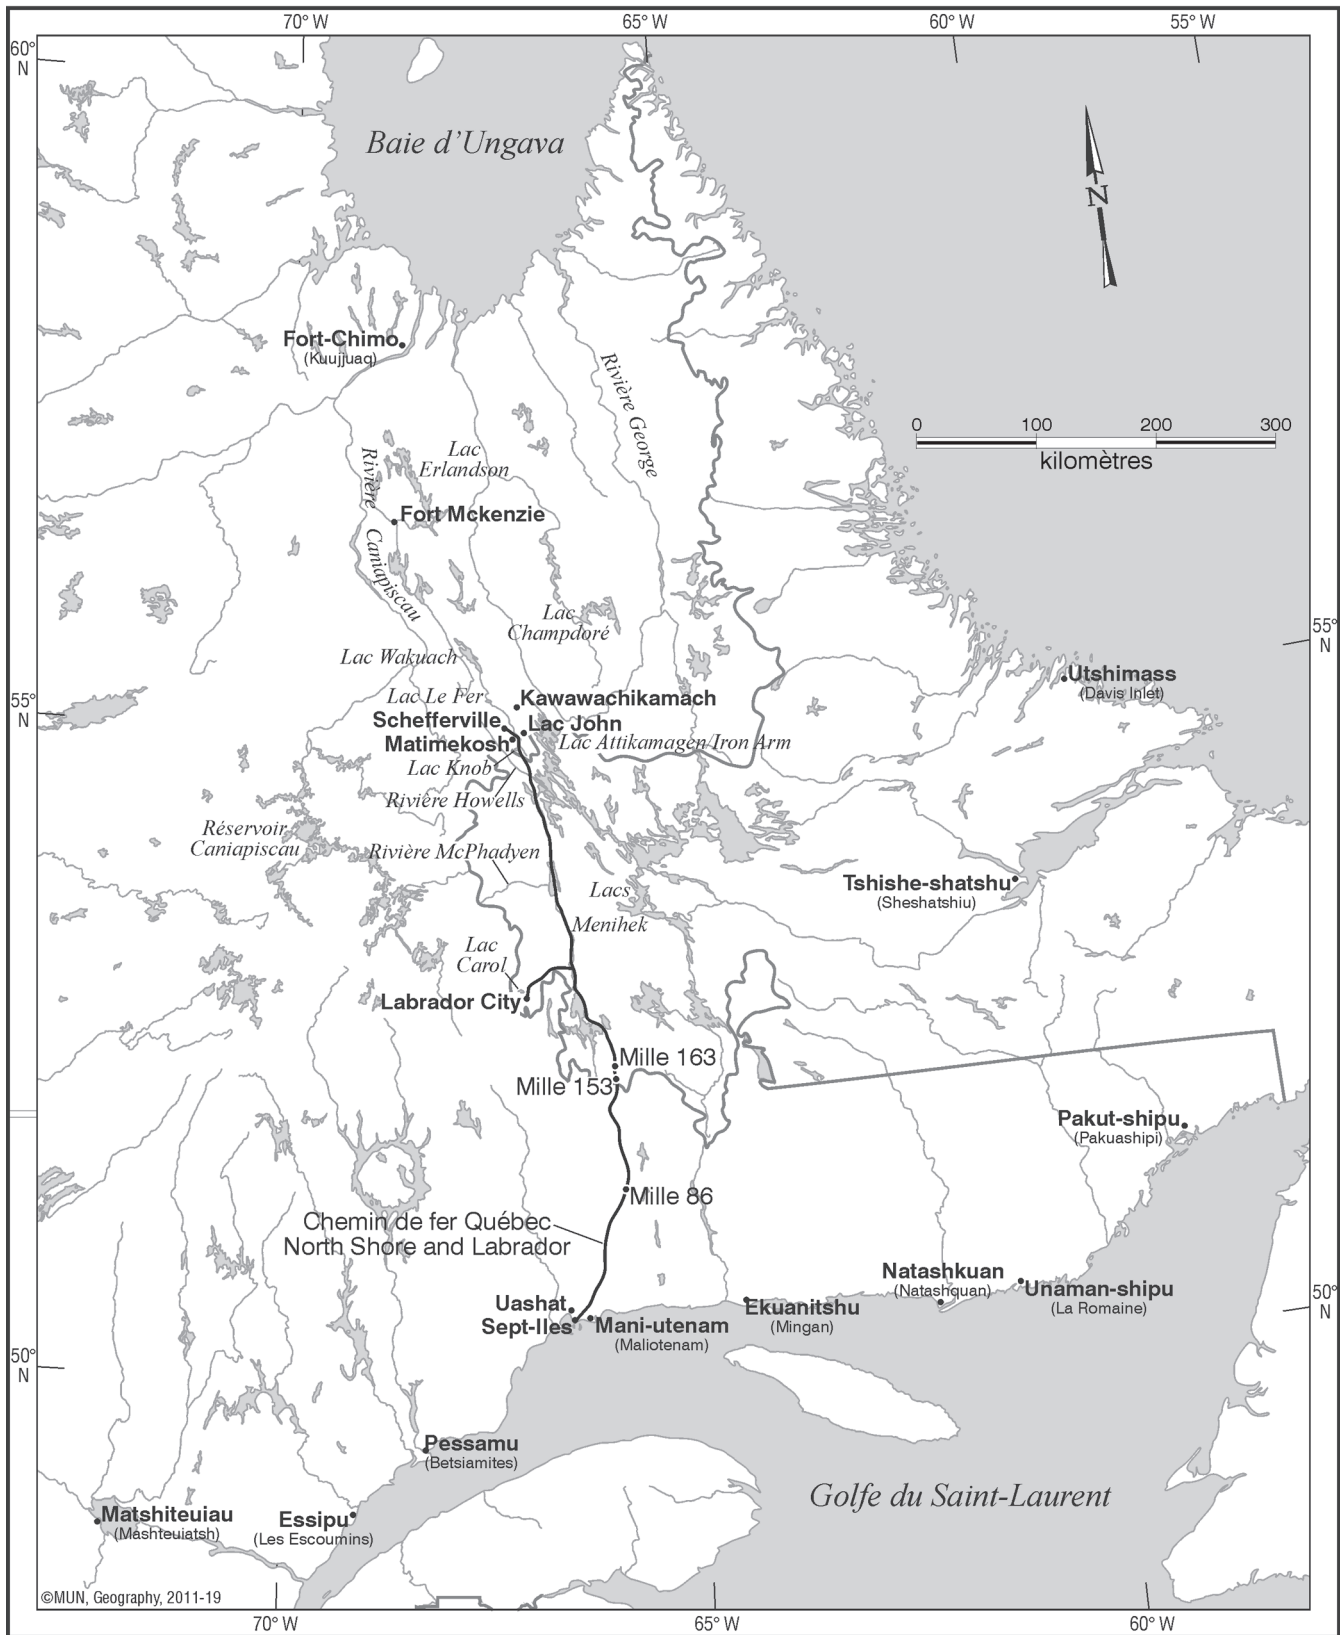 70° W
65° W
60° W
55° W
60°
N
Baie d’Ungava
N
Fort-Chimo
(Kuujjuaq)
Rivière George
0 100 200 300
kilomètres
Lac
Erlandson
Rivière Caniapiscau
Fort Mckenzie
Lac
Champdoré
55°
N
Lac Wakuach
Utshimass
(Davis Inlet)
Lac Le Fer
Kawawachikamach
55°
N
Schefferville
Lac John
Matimekosh
Lac Attikamagen/Iron Arm
Lac Knob
Rivière Howells
Réservoir
Caniapiscau
Rivière McPhadyen
Lacs
Menihek
Tshishe-shatshu
(Sheshatshiu)
Lac
Carol
Labrador City
Mille 163
Mille 153
Pakut-shipu
(Pakuashipi)
Mille 86
Chemin de fer Québec
North Shore and Labrador
Natashkuan
(Natashquan)
Unaman-shipu
(La Romaine)
50°
N
Uashat
Sept-Iles
Mani-utenam
(Maliotenam)
Ekuanitshu
(Mingan)
50°
N
Pessamu
(Betsiamites)
Golfe du Saint-Laurent
Matshiteuiau
(Mashteuiatsh)
Essipu
(Les Escoumins)
©MUN, Geography, 2011-19
70° W
65° W
60° W